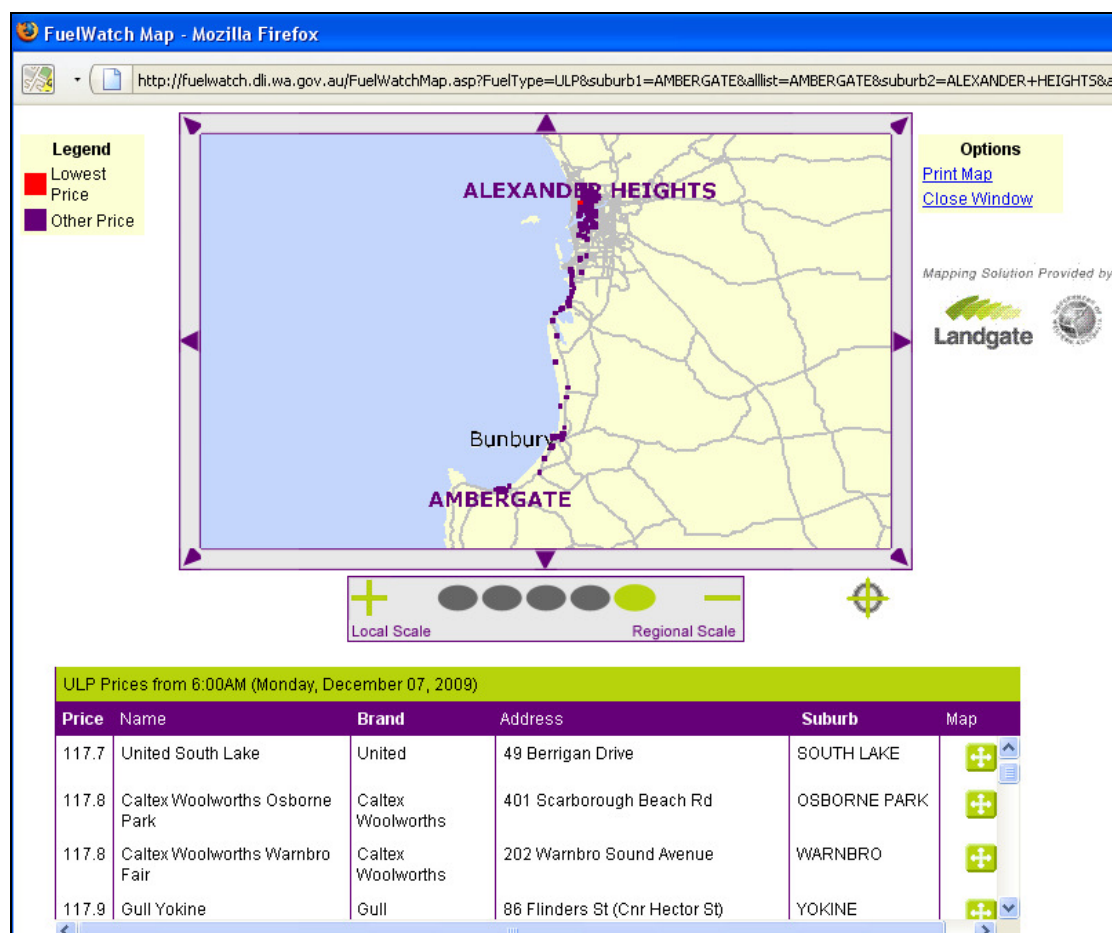 FuelWatch Map - Mozilla Firefox
http://fuelwatch.dli.wa.gov.au/FuelWatchMap.asp?FuelType=ULP&suburb1=AMBERGATE&alllist=AMBERGATE&suburb2=ALEXANDER+HEIGHTS&a
Legend
Lowest
Price
Other Price
ALEXANDER HEIGHTS
Bunbury
AMBERGATE
Options
Print Map
Close Window
Mapping Solution Provided by
Landgate
Local Scale
Regional Scale
ULP Prices from 6:00AM (Monday, December 07, 2009)
Price Name Brand Address Suburb Map
117.7 United South Lake United 49 Berrigan Drive SOUTH LAKE
117.8 Caltex Woolworths Osborne Park Caltex Woolworths 401 Scarborough Beach Rd OSBORNE PARK
117.8 Caltex Woolworths Warnbro Fair Caltex Woolworths 202 Warnbro Sound Avenue WARNBRO
117.9 Gull Yokine Gull 86 Flinders St (Cnr Hector St) YOKINE